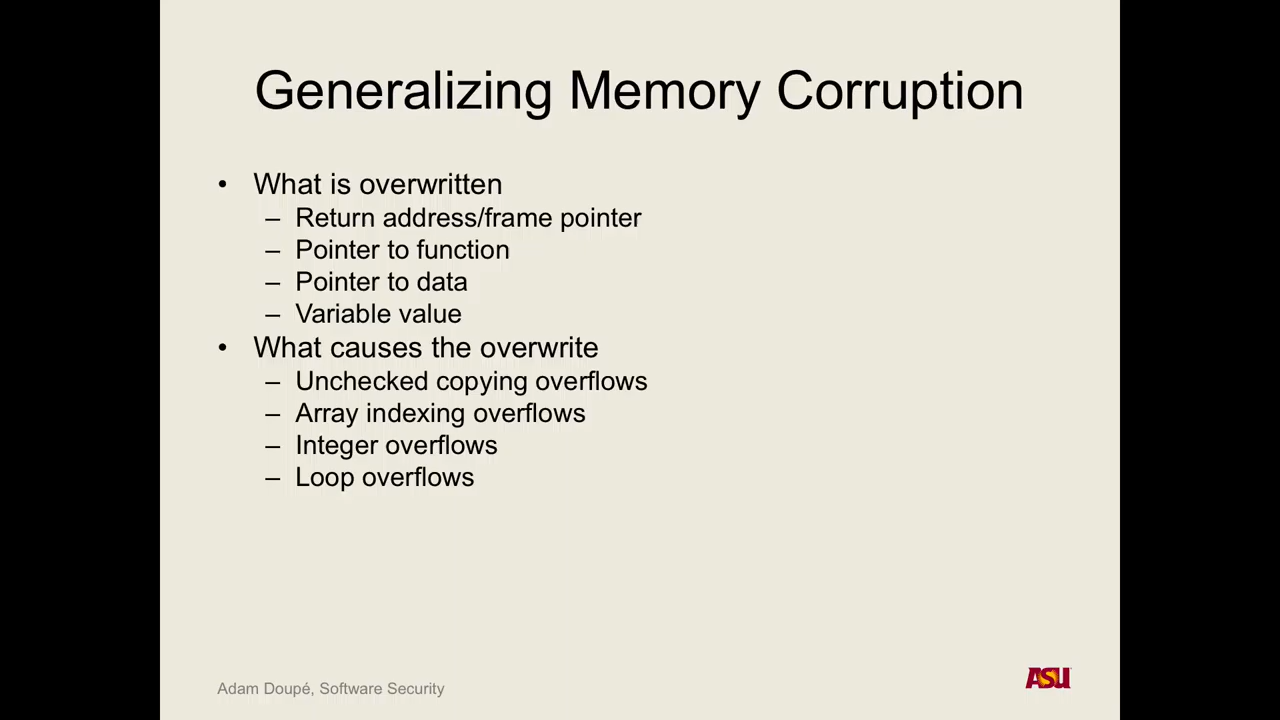 Generalizing Memory Corruption
• What is overwritten
– Return address/frame pointer
– Pointer to function
– Pointer to data
– Variable value
• What causes the overwrite
– Unchecked copying overflows
– Array indexing overflows
– Integer overflows
– Loop overflows
Adam Doupé, Software Security
ASU